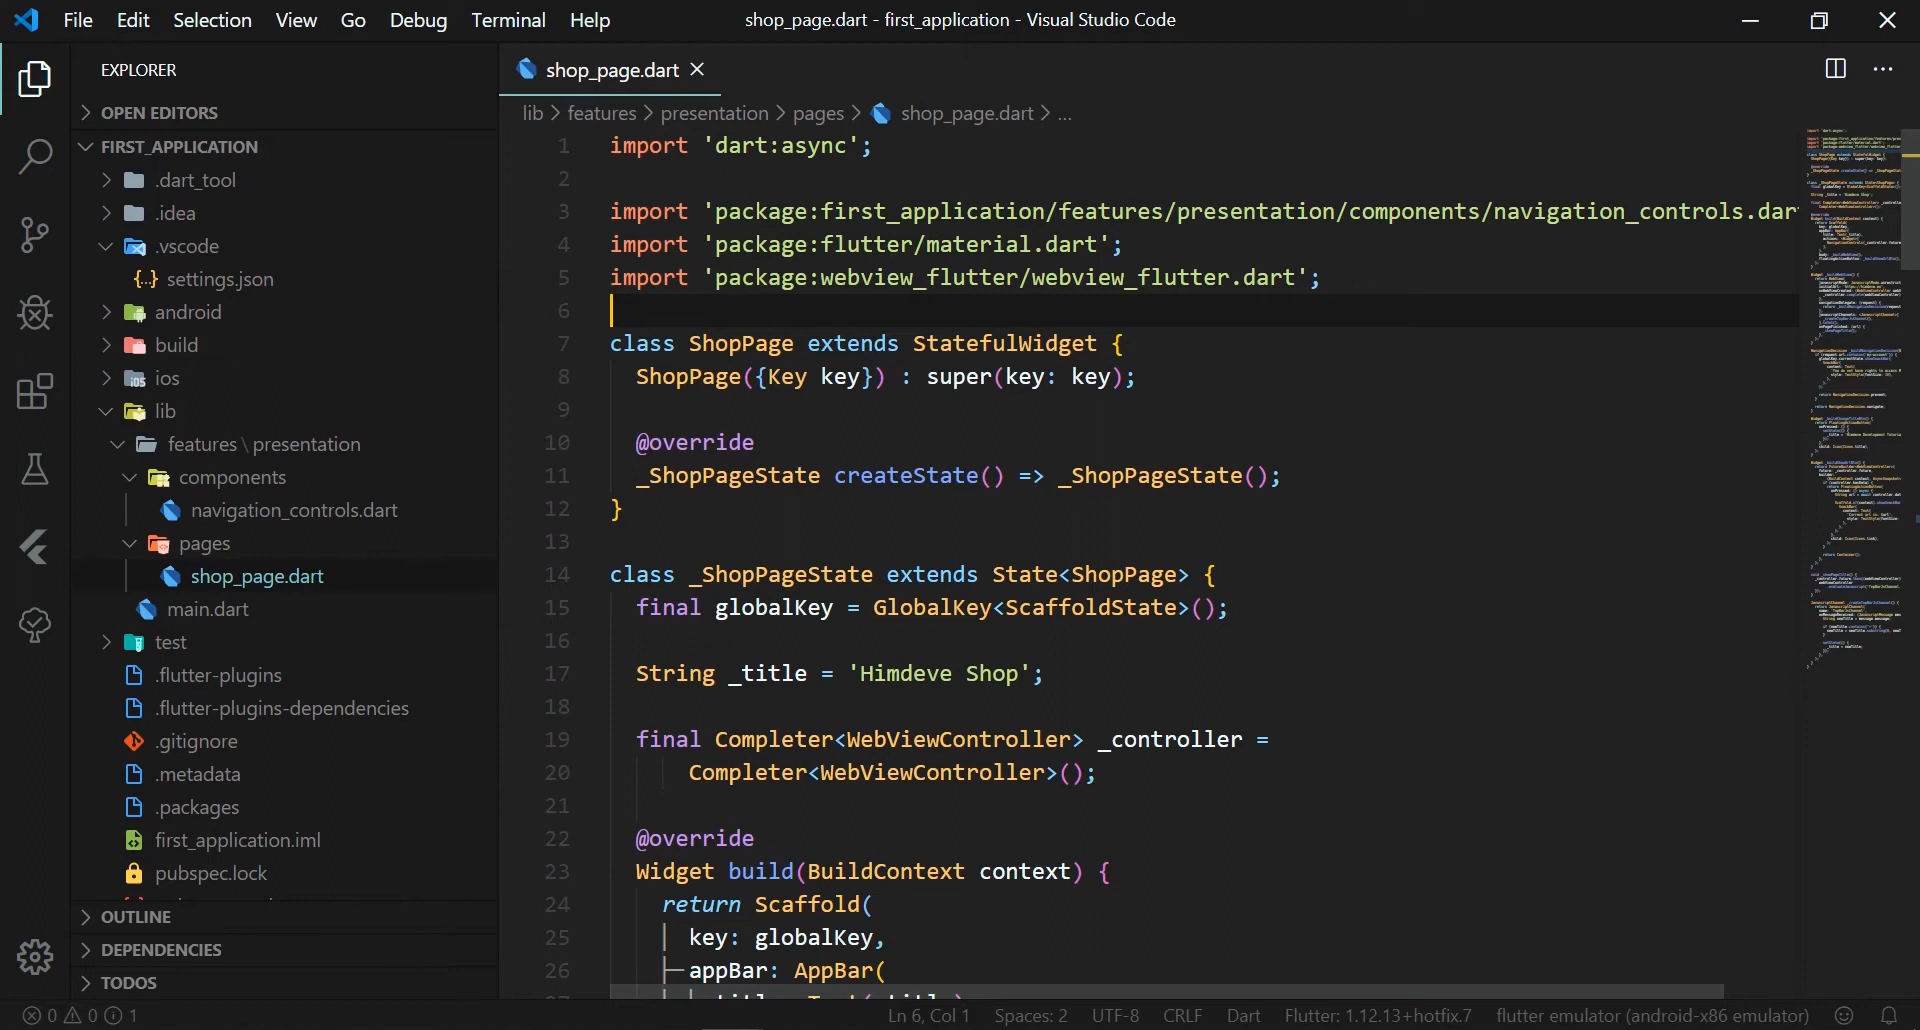 File Edit Selection View Go Debug Terminal Help
shop_page.dart - first_application - Visual Studio Code
EXPLORER
OPEN EDITORS
FIRST_APPLICATION
.dart_tool
.idea
.vscode
settings.json
android
build
ios
lib
features \ presentation
components
navigation_controls.dart
pages
shop_page.dart
main.dart
test
.flutter-plugins
.flutter-plugins-dependencies
.gitignore
.metadata
.packages
first_application.iml
pubspec.lock
OUTLINE
DEPENDENCIES
TODOS
shop_page.dart
lib > features > presentation > pages > shop_page.dart > ...
1 import 'dart:async';
2
3 import 'package:first_application/features/presentation/components/navigation_controls.dar
4 import 'package:flutter/material.dart';
5 import 'package:webview_flutter/webview_flutter.dart';
6
7 class ShopPage extends StatefulWidget {
8 ShopPage({Key key}) : super(key: key);
9
10 @override
11 _ShopPageState createState() => _ShopPageState();
12 }
13
14 class _ShopPageState extends State<ShopPage> {
15 final globalKey = GlobalKey<ScaffoldState>();
16
17 String _title = 'Himdeve Shop';
18
19 final Completer<WebViewController> _controller =
20 Completer<WebViewController>();
21
22 @override
23 Widget build(BuildContext context) {
24 return Scaffold(
25 key: globalKey,
26 appBar: AppBar(
0 0 1
Ln 6, Col 1 Spaces: 2 UTF-8 CRLF Dart Flutter: 1.12.13+hotfix.7 flutter emulator (android-x86 emulator)